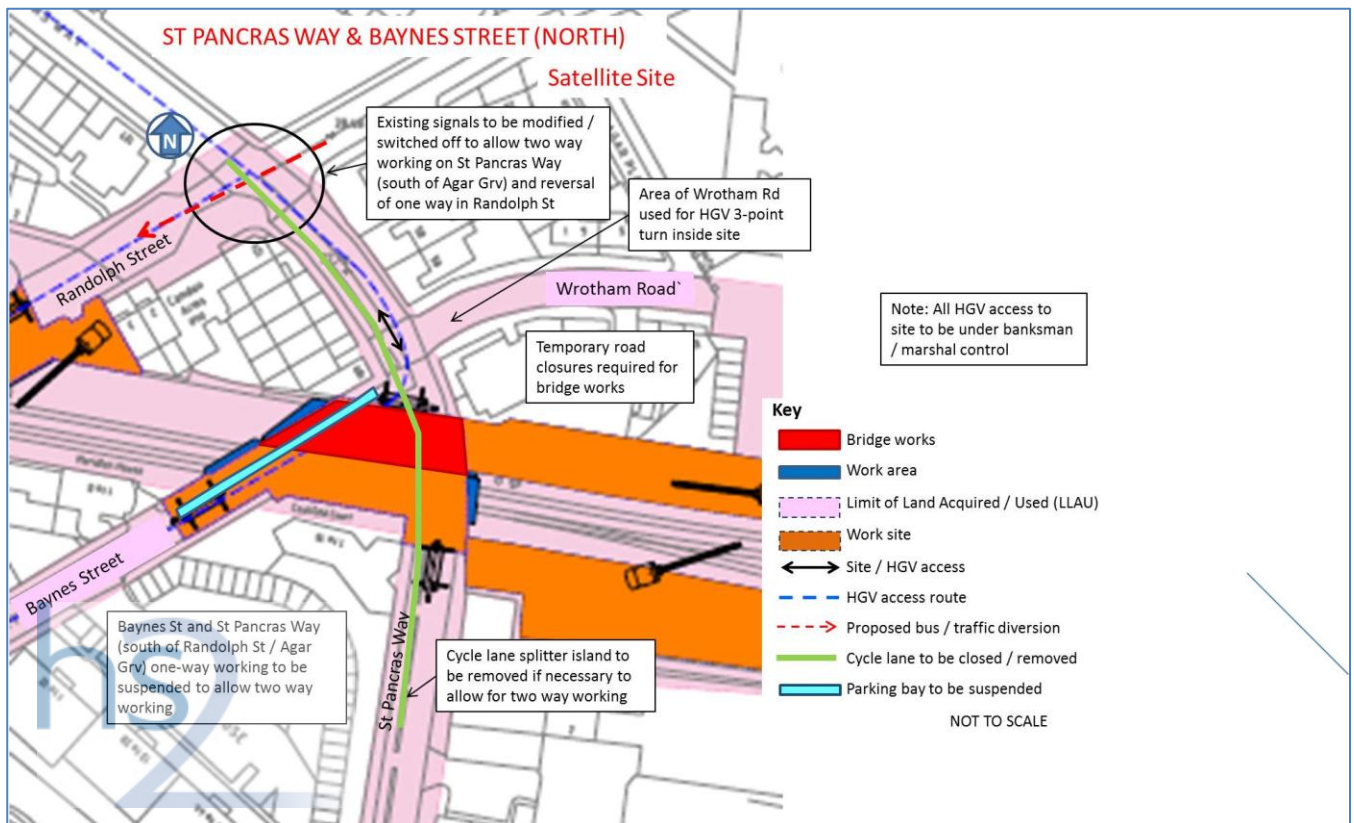 ST PANCRAS WAY & BAYNES STREET (NORTH)
Satellite Site
N
Existing signals to be modified /
switched off to allow two way
working on St Pancras Way
(south of Agar Grv) and reversal
of one way in Randolph St
Area of Wrotham Rd
used for HGV 3-point
turn inside site
Randolph Street
Wrotham Road`
Note: All HGV access to
site to be under banksman
/ marshal control
Temporary road
closures required for
bridge works
Key
Bridge works
Work area
Limit of Land Acquired / Used (LLAU)
Work site
Site / HGV access
HGV access route
Proposed bus / traffic diversion
Cycle lane to be closed / removed
Parking bay to be suspended
NOT TO SCALE
Baynes Street
Baynes St and St Pancras Way
(south of Randolph St / Agar
Grv) one-way working to be
suspended to allow two way
working
St Pancras Way
Cycle lane splitter island to
be removed if necessary to
allow for two way working
hs2